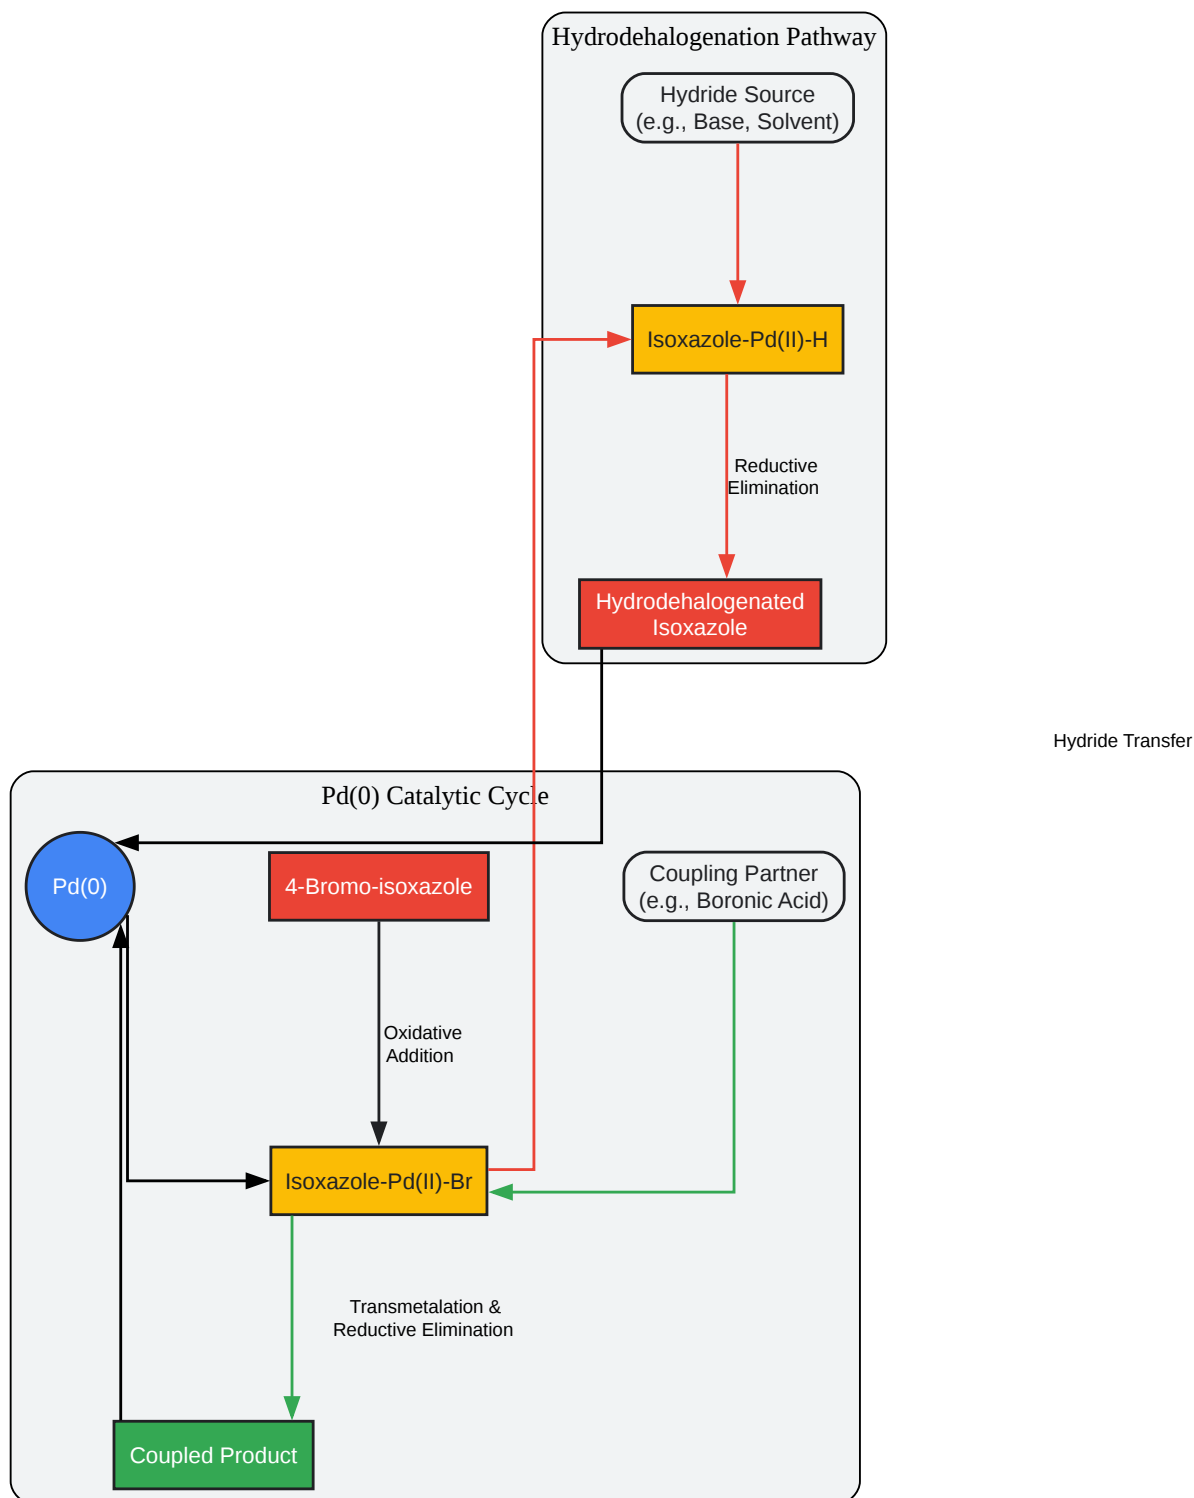 Hydrodehalogenation Pathway
Hydride Source
(e.g., Base, Solvent)
Isoxazole-Pd(II)-H
Reductive
Elimination
Hydrodehalogenated
Isoxazole
Hydride Transfer
Pd(0) Catalytic Cycle
Pd(0)
4-Bromo-isoxazole
Coupling Partner
(e.g., Boronic Acid)
Oxidative
Addition
Isoxazole-Pd(II)-Br
Transmetalation &
Reductive Elimination
Coupled Product